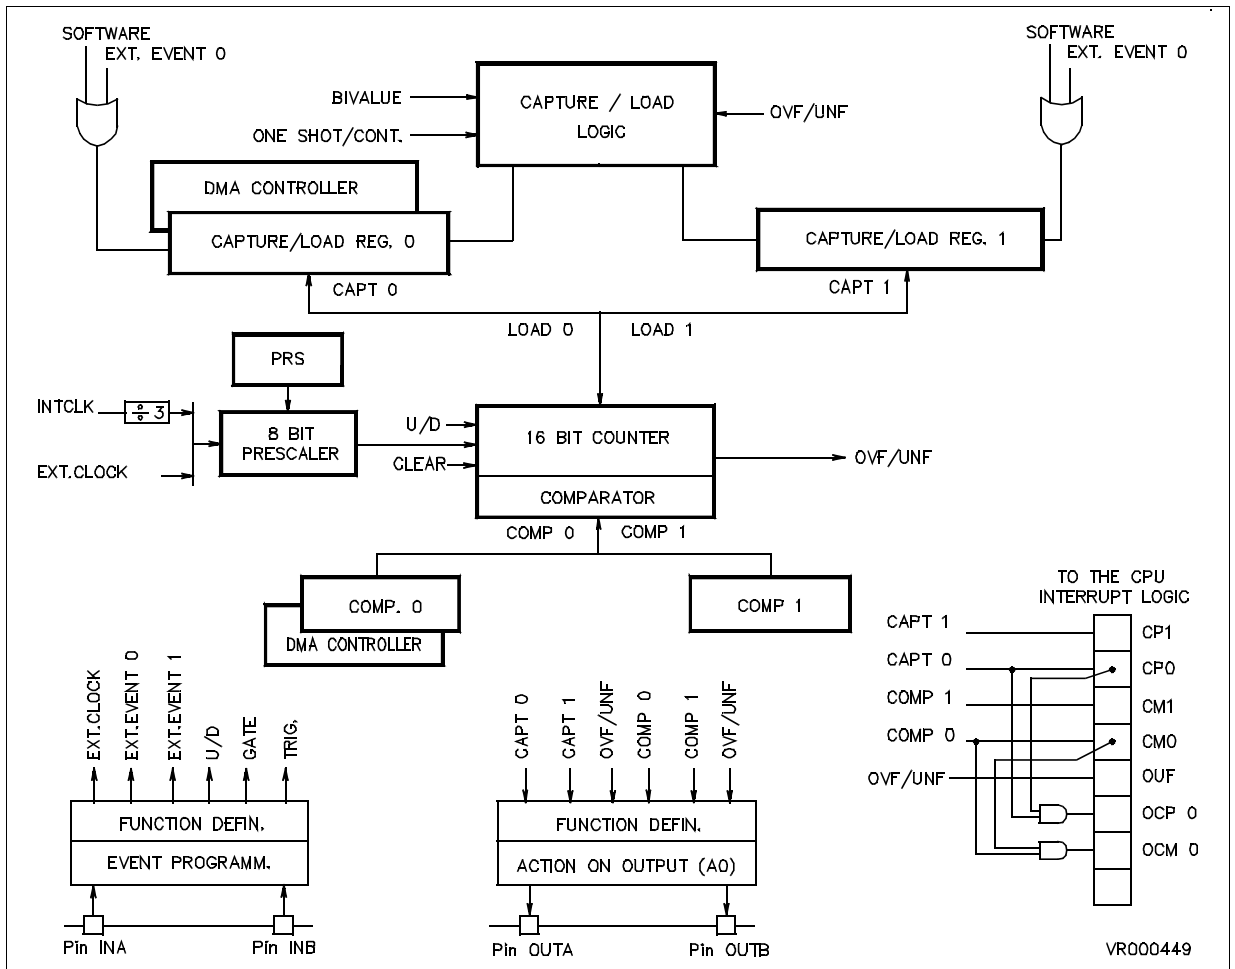 SOFTWARE
EXT. EVENT 0
SOFTWARE
EXT. EVENT 0
BIVALUE
ONE SHOT/CONT.
CAPTURE / LOAD
LOGIC
OVF/UNF
DMA CONTROLLER
CAPTURE/LOAD REG. 0
CAPTURE/LOAD REG. 1
CAPT 0
CAPT 1
LOAD 0
LOAD 1
PRS
INTCLK
÷ 3
8 BIT
PRESCALER
EXT.CLOCK
U/D
CLEAR
16 BIT COUNTER
COMPARATOR
OVF/UNF
COMP 0
COMP 1
COMP. 0
DMA CONTROLLER
COMP 1
TO THE CPU
INTERRUPT LOGIC
CAPT 1
CP1
CAPT 0
CP0
COMP 1
CM1
COMP 0
CM0
OVF/UNF
OUF
OCP 0
OCM 0
EXT.CLOCK
EXT.EVENT 0
EXT.EVENT 1
U/D
GATE
TRIG.
FUNCTION DEFIN.
EVENT PROGRAMM.
Pin INA
Pin INB
CAPT 0
CAPT 1
OVF/UNF
COMP 0
COMP 1
OVF/UNF
FUNCTION DEFIN.
ACTION ON OUTPUT (AO)
Pin OUTA
Pin OUTB
VR000449